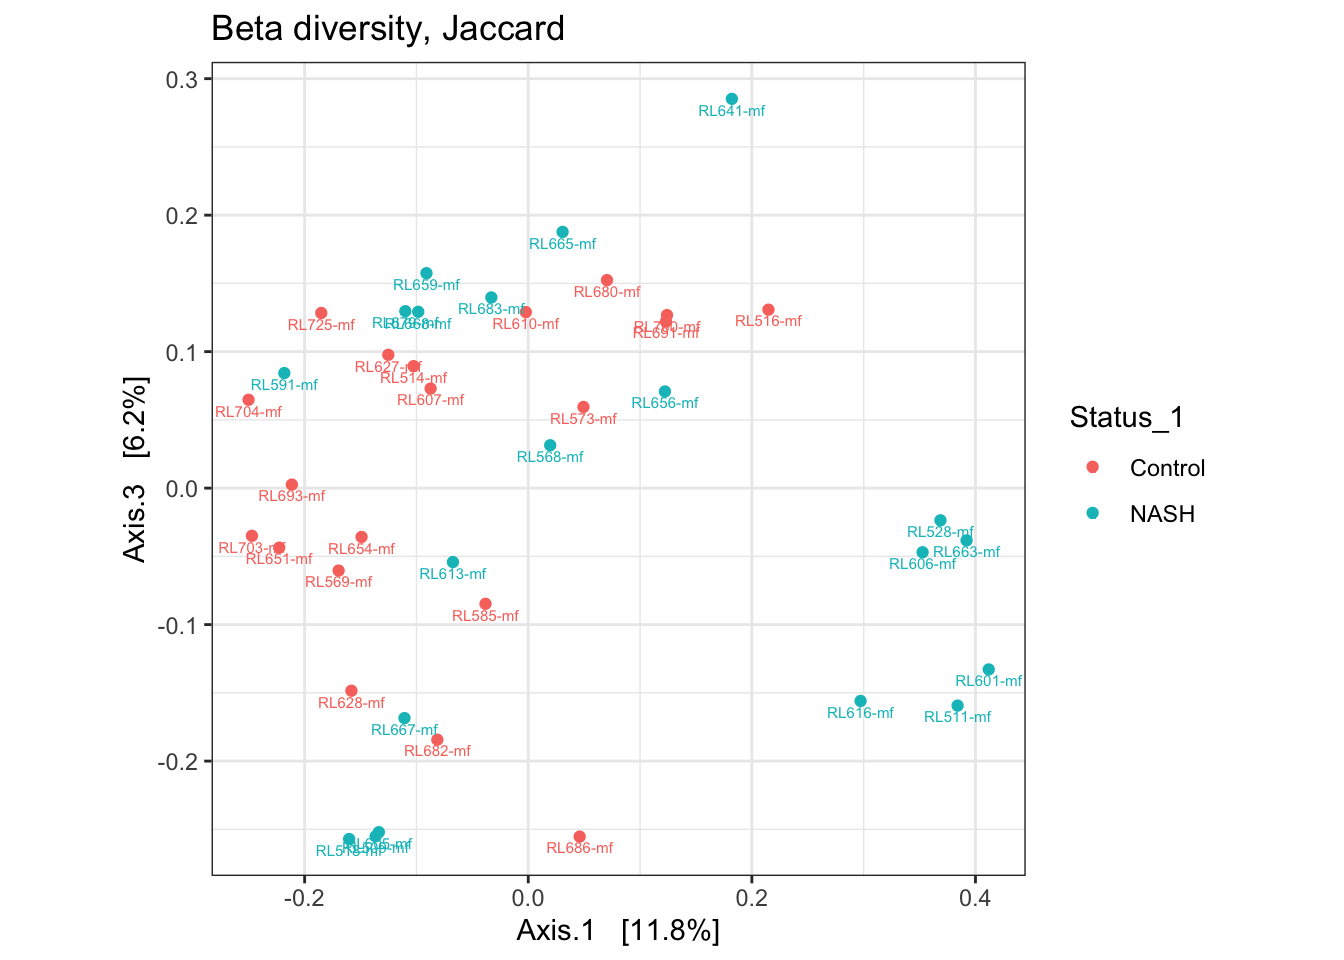 Beta diversity, Jaccard
0.3
RL641-mf
0.2
RL665-mf
RL659-mf
RL680-mf
RL683-mf
RL725-mf
RL610-mf
RL516-mf
RL691-mf
0.1
RL627-mf
RL514-mf
RL591-mf
RL607-mf
RL656-mf
RL704-mf
RL573-mf
RL568-mf
0.0
RL693-mf
RL528-mf
RL703-mf
RL654-mf
RL663-mf
RL651-mf
RL606-mf
RL613-mf
RL569-mf
RL585-mf
-0.1
RL601-mf
RL628-mf
RL616-mf
RL511-mf
RL667-mf
RL682-mf
-0.2
RL686-mf
-0.2
0.0
0.2
0.4
Axis.1 [11.8%]
Axis.3 [6.2%]
Status_1
Control
NASH